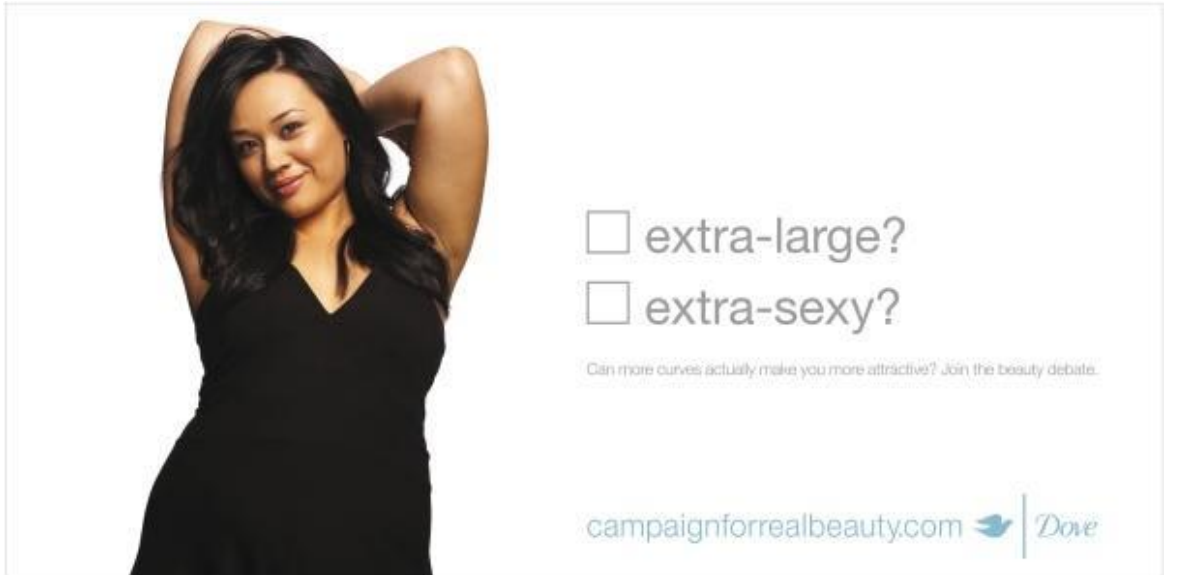 extra-large?
extra-sexy?
Can more curves actually make you more attractive? Join the beauty debate.
campaignforrealbeauty.com Dove